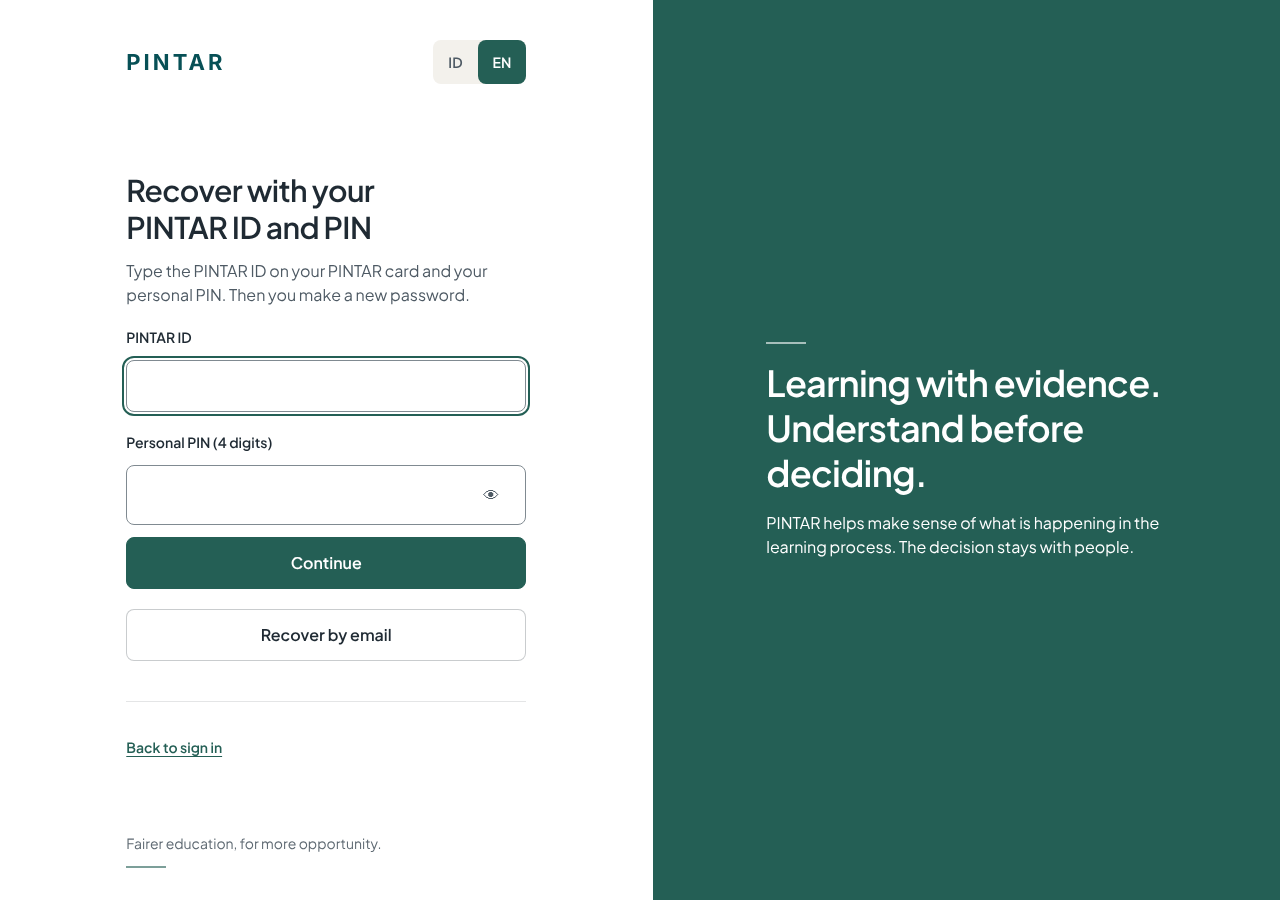 PINTAR
ID
EN
Recover with your
PINTAR ID and PIN
Type the PINTAR ID on your PINTAR card and your
personal PIN. Then you make a new password.
PINTAR ID
Personal PIN (4 digits)
Continue
Recover by email
Back to sign in
Fairer education, for more opportunity.
Learning with evidence.
Understand before
deciding.
PINTAR helps make sense of what is happening in the
learning process. The decision stays with people.